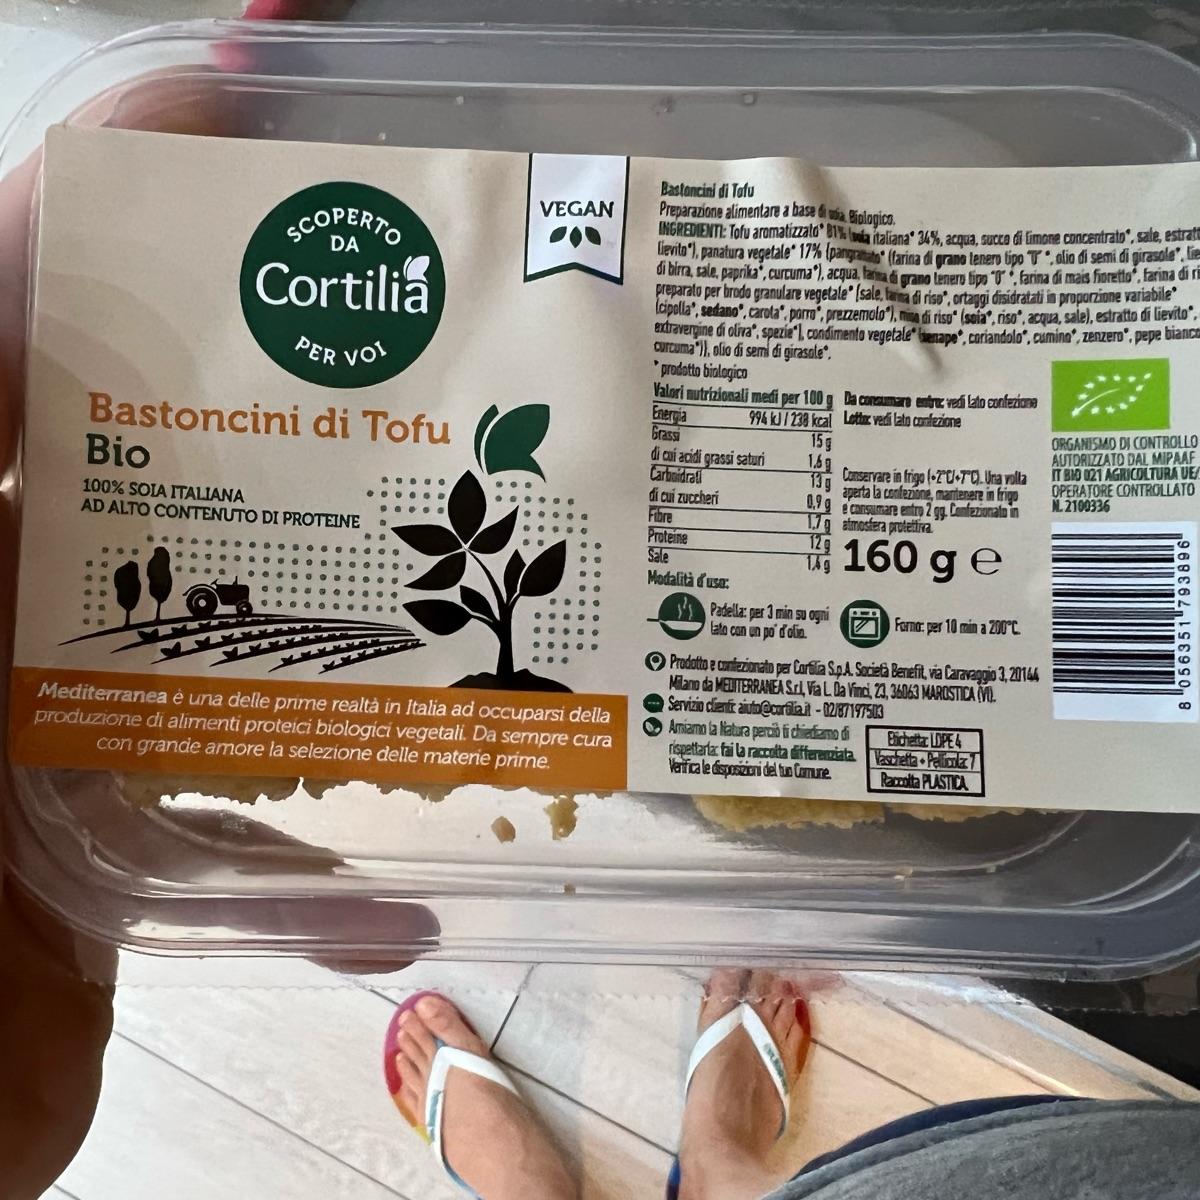 SCOPERTO
DA
Cortilia
PER VOI
VEGAN
Bastoncini di Tofu
Bio
100% SOIA ITALIANA
AD ALTO CONTENUTO DI PROTEINE
Mediterranea è una delle prime realtà in Italia ad occuparsi della
produzione di alimenti proteici biologici vegetali. Da sempre cura
con grande amore la selezione delle materie prime.
Bastoncini di Tofu
Preparazione alimentare a base di soia. Biologico.
INGREDIENTI: Tofu aromatizzato* 81% (soia italiana* 34%, acqua, succo di limone concentrato*, sale, estratt
lievito*), panatura vegetale* 17% (pangrattato* (farina di grano tenero tipo "0" *, olio di semi di girasole*, lie
di birra, sale, paprika*, curcuma*), acqua, farina di grano tenero tipo "0" *, farina di mais fioretto*, farina di ri
preparato per brodo granulare vegetale* (sale, farina di riso*, ortaggi disidratati in proporzione variabile*
(cipolla*, sedano*, carota*, porro*, prezzemolo*), miso di riso* (soia*, riso*, acqua, sale), estratto di lievito*,
extravergine di oliva*, spezie*), condimento vegetale* (senape*, coriandolo*, cumino*, zenzero*, pepe bianco
curcuma*)), olio di semi di girasole*.
* prodotto biologico
Valori nutrizionali medi per 100 g
Energia 994 kJ / 238 kcal
Grassi 15 g
di cui acidi grassi saturi 1,6 g
Carboidrati 13 g
di cui zuccheri 0,9 g
Fibre 1,7 g
Proteine 12 g
Sale 1,4 g
Da consumare entro: vedi lato confezione
Lotto: vedi lato confezione
Conservare in frigo (+2°C/+7°C). Una volta
aperta la confezione, mantenere in frigo
e consumare entro 2 gg. Confezionato in
atmosfera protettiva.
160 g e
ORGANISMO DI CONTROLLO
AUTORIZZATO DAL MIPAAF
IT BIO 021 AGRICOLTURA UE/
OPERATORE CONTROLLATO
N. 2100336
8 056351 793896
Modalità d'uso:
Padella: per 3 min su ogni
lato con un po' d'olio.
Forno: per 10 min a 200°C.
Prodotto e confezionato per Cortilia S.p.A. Società Benefit, via Caravaggio 3, 20144
Milano da MEDITERRANEA S.r.l, Via L. Da Vinci, 23, 36063 MAROSTICA (VI).
Servizio clienti: aiuto@cortilia.it - 02/87197503
Amiamo la Natura perciò ti chiediamo di
rispettarla: fai la raccolta differenziata.
Verifica le disposizioni del tuo Comune.
Etichetta: LDPE 4
Vaschetta + Pellicola: 7
Raccolta PLASTICA